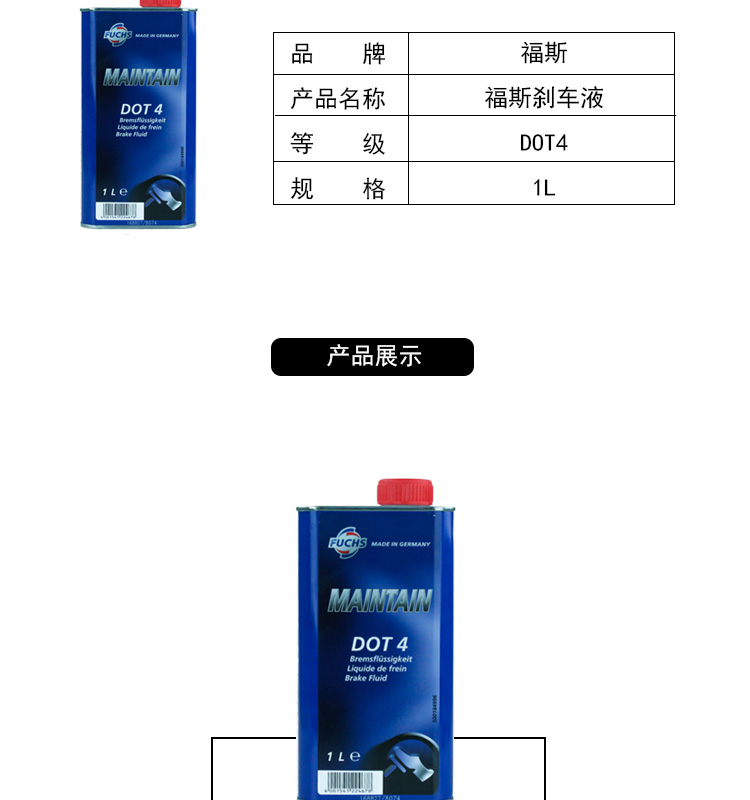 FUCHS MADE IN GERMANY
MAINTAIN
DOT 4
Bremsflüssigkeit
Liquide de frein
Brake Fluid
1 L e
品 牌 福斯
产品名称 福斯刹车液
等 级 DOT4
规 格 1L
产品展示
FUCHS MADE IN GERMANY
MAINTAIN
DOT 4
Bremsflüssigkeit
Liquide de frein
Brake Fluid
1 L e